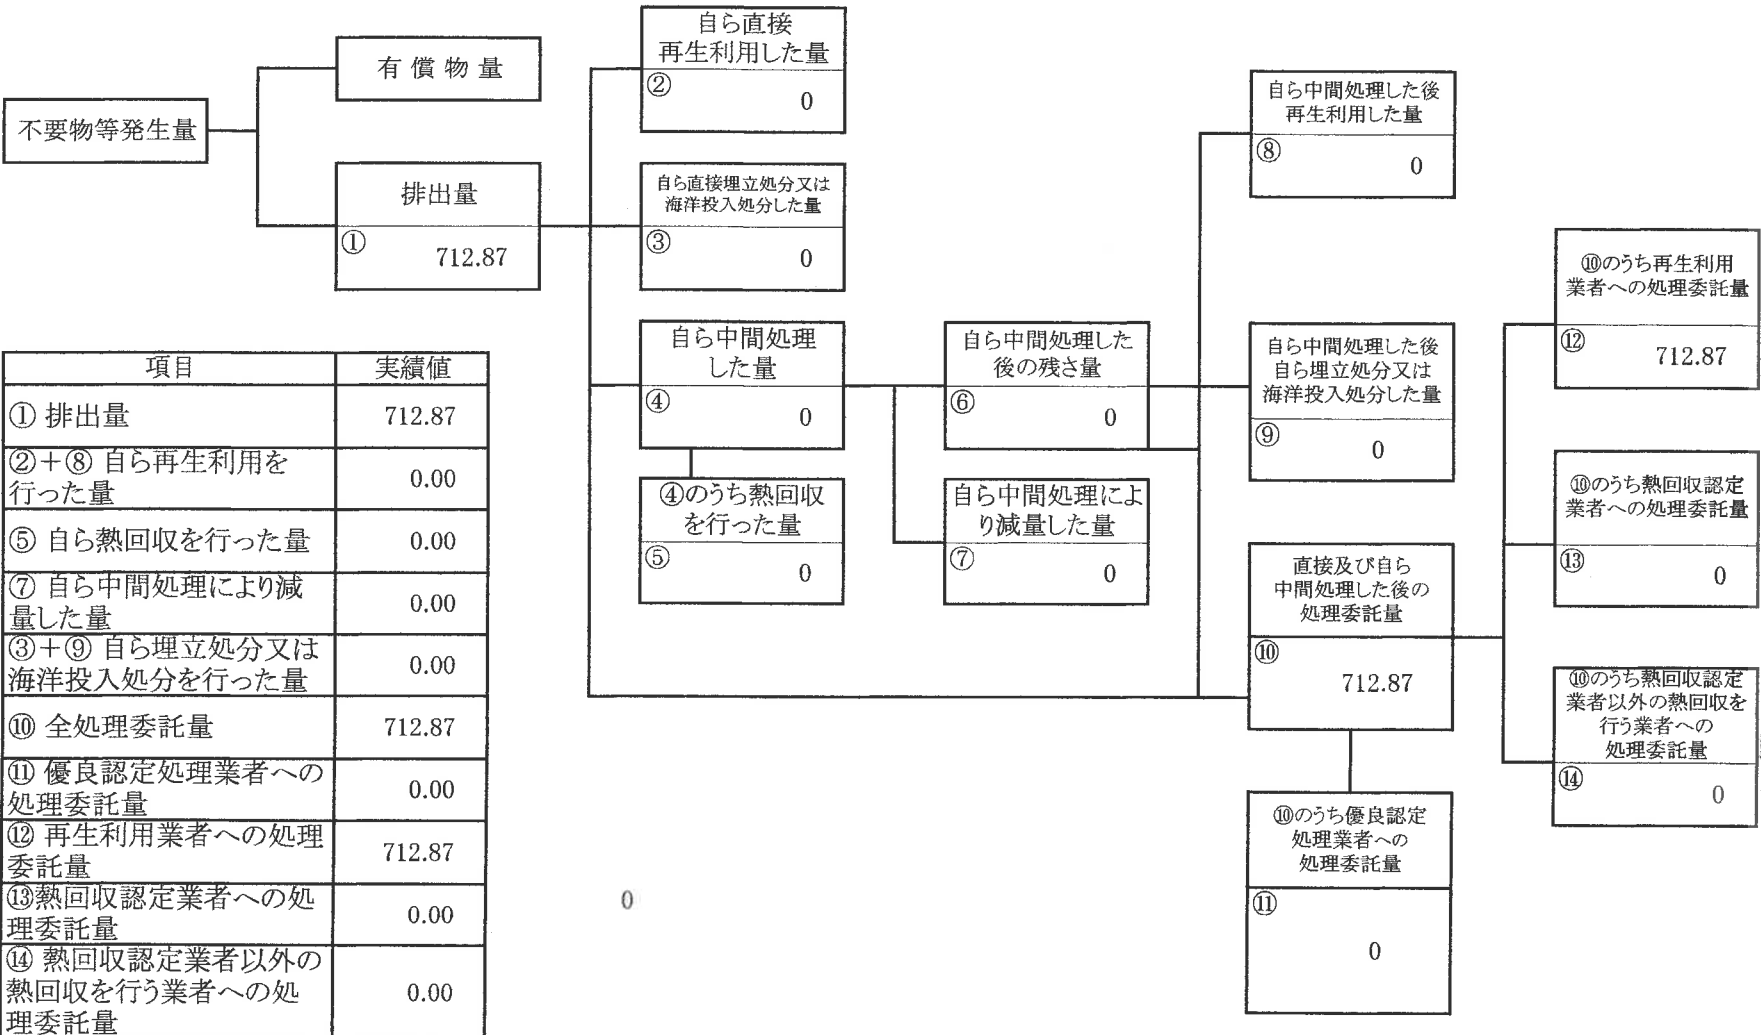 不要物等発生量
有償物量
排出量
①
712.87
自ら直接
再生利用した量
②
0
自ら直接埋立処分又は
海洋投入処分した量
③
0
自ら中間処理
した量
④
0
④のうち熱回収
を行った量
⑤
0
自ら中間処理した
後の残さ量
⑥
0
自ら中間処理によ
り減量した量
⑦
0
自ら中間処理した後
再生利用した量
⑧
0
自ら中間処理した後
自ら埋立処分又は
海洋投入処分した量
⑨
0
直接及び自ら
中間処理した後の
処理委託量
⑩
712.87
⑩のうち優良認定
処理業者への
処理委託量
⑪
0
⑩のうち再生利用
業者への処理委託量
⑫
712.87
⑩のうち熱回収認定
業者への処理委託量
⑬
0
⑩のうち熱回収認定
業者以外の熱回収を
行う業者への
処理委託量
⑭
0
項目 実績値
① 排出量 712.87
②+⑧ 自ら再生利用を
行った量 0.00
⑤ 自ら熱回収を行った量 0.00
⑦ 自ら中間処理により減
量した量 0.00
③+⑨ 自ら埋立処分又は
海洋投入処分を行った量 0.00
⑩ 全処理委託量 712.87
⑪ 優良認定処理業者への
処理委託量 0.00
⑫ 再生利用業者への処理
委託量 712.87
⑬熱回収認定業者への処
理委託量 0.00
⑭ 熱回収認定業者以外の
熱回収を行う業者への処
理委託量 0.00
0